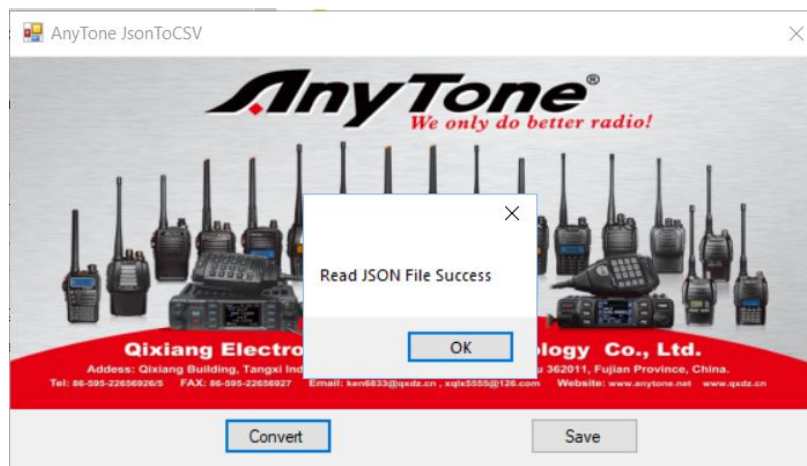 AnyTone JsonToCSV
AnyTone®
We only do better radio!
Read JSON File Success
OK
Qixiang Electro logy Co., Ltd.
Addess: Qixiang Building, Tangxi Ind u 362011, Fujian Province, China.
Tel: 86-595-22656926/5 FAX: 86-595-22656927 Email: ken6833@qxdz.cn , xqlx5555@126.com Website: www.anytone.net www.qxdz.cn
Convert
Save